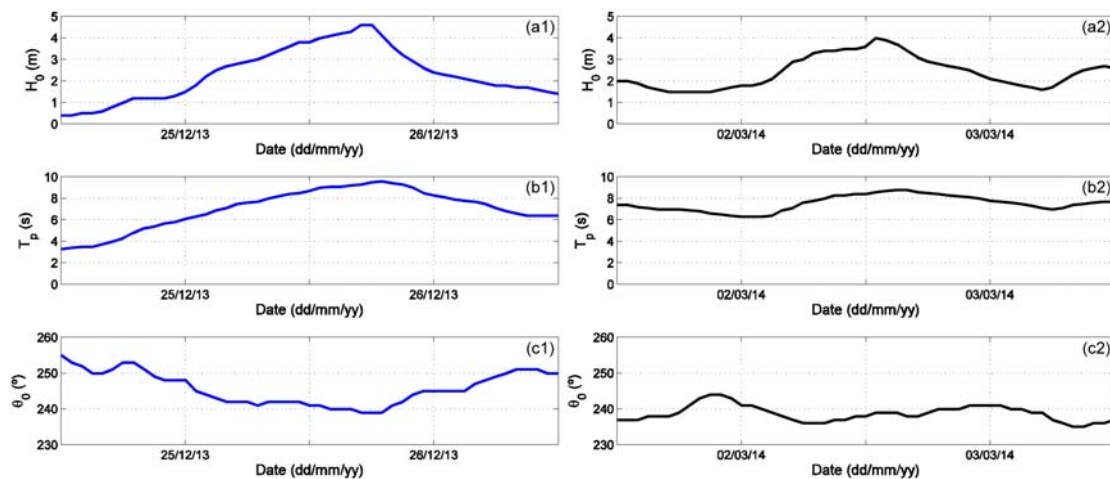 5
4
3
2
1
0
H0 (m)
(a1)
25/12/13
26/12/13
Date (dd/mm/yy)
5
4
3
2
1
0
H0 (m)
(a2)
02/03/14
03/03/14
Date (dd/mm/yy)
10
8
6
4
2
0
Tp (s)
(b1)
25/12/13
26/12/13
Date (dd/mm/yy)
10
8
6
4
2
0
Tp (s)
(b2)
02/03/14
03/03/14
Date (dd/mm/yy)
260
250
240
230
θ0 (º)
(c1)
25/12/13
26/12/13
Date (dd/mm/yy)
260
250
240
230
θ0 (º)
(c2)
02/03/14
03/03/14
Date (dd/mm/yy)